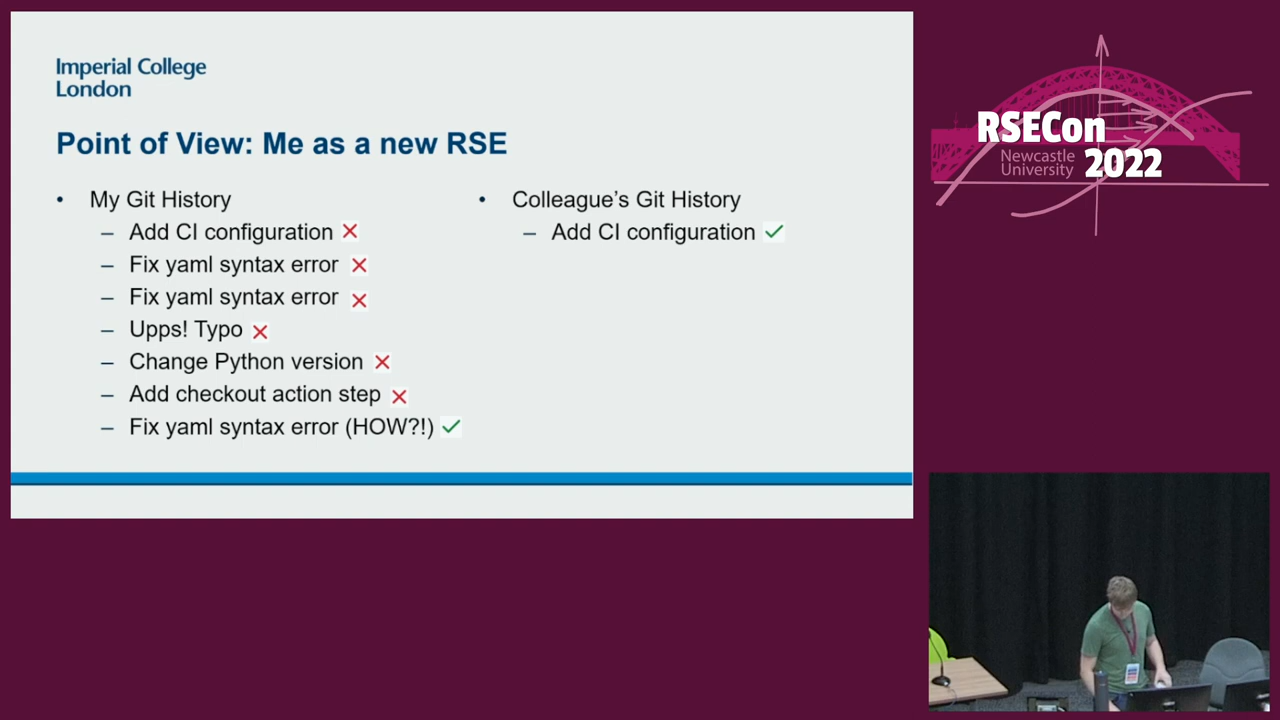 Imperial College
London
Point of View: Me as a new RSE
• My Git History
– Add CI configuration ❌
– Fix yaml syntax error ❌
– Fix yaml syntax error ❌
– Upps! Typo ❌
– Change Python version ❌
– Add checkout action step ❌
– Fix yaml syntax error (HOW?!) ✓
• Colleague's Git History
– Add CI configuration ✓
RSECon
Newcastle
University 2022